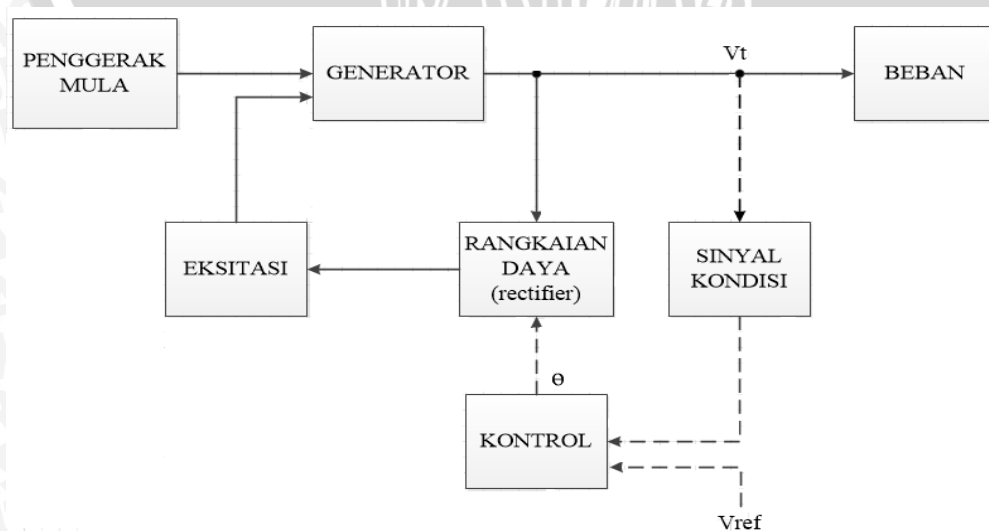 PENGGERAK
MULA
GENERATOR
Vt
BEBAN
EKSITASI
RANGKAIAN
DAYA
(rectifier)
SINYAL
KONDISI
Θ
KONTROL
Vref